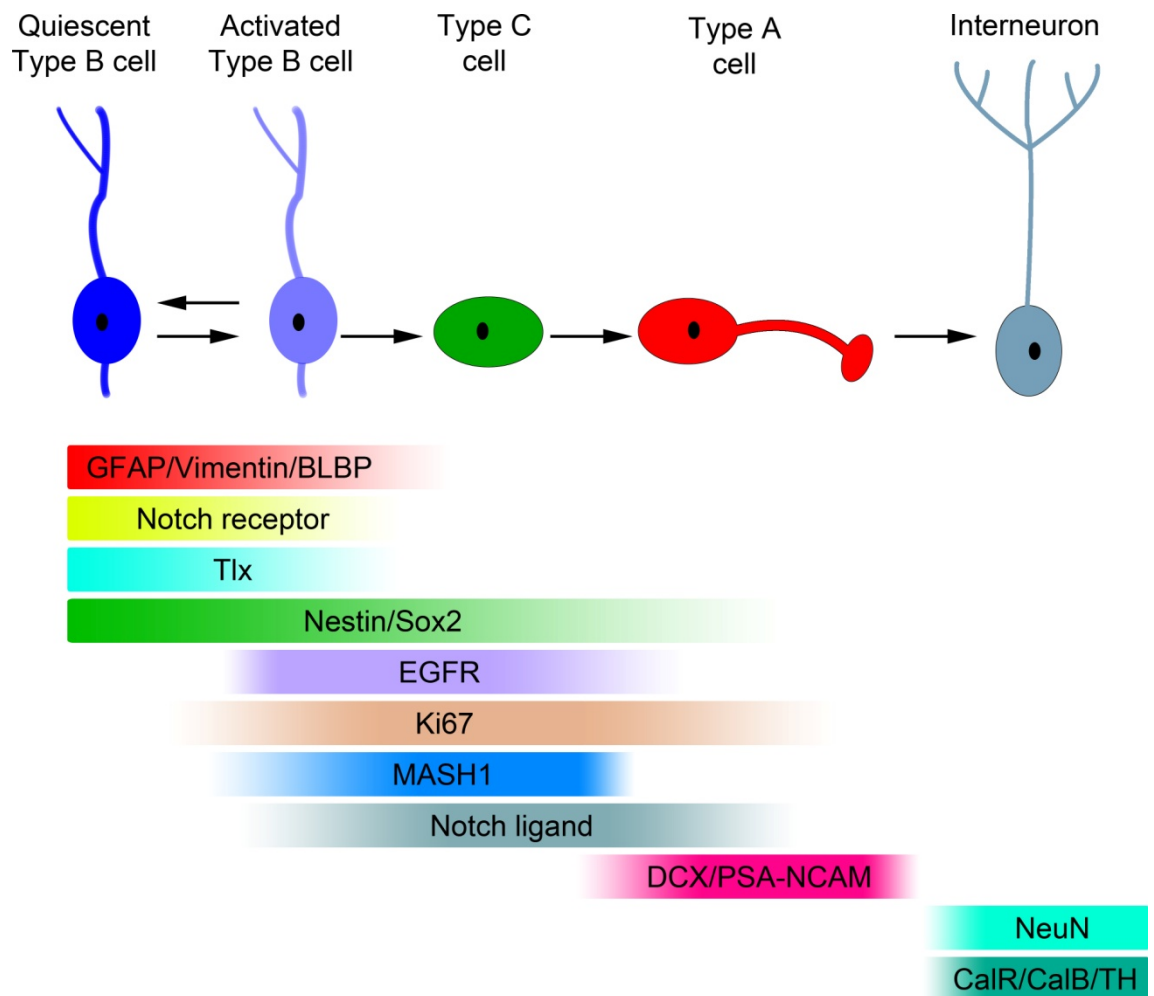 Quiescent
Type B cell
Activated
Type B cell
Type C
cell
Type A
cell
Interneuron
GFAP/Vimentin/BLBP
Notch receptor
Tlx
Nestin/Sox2
EGFR
Ki67
MASH1
Notch ligand
DCX/PSA-NCAM
NeuN
CalR/CalB/TH